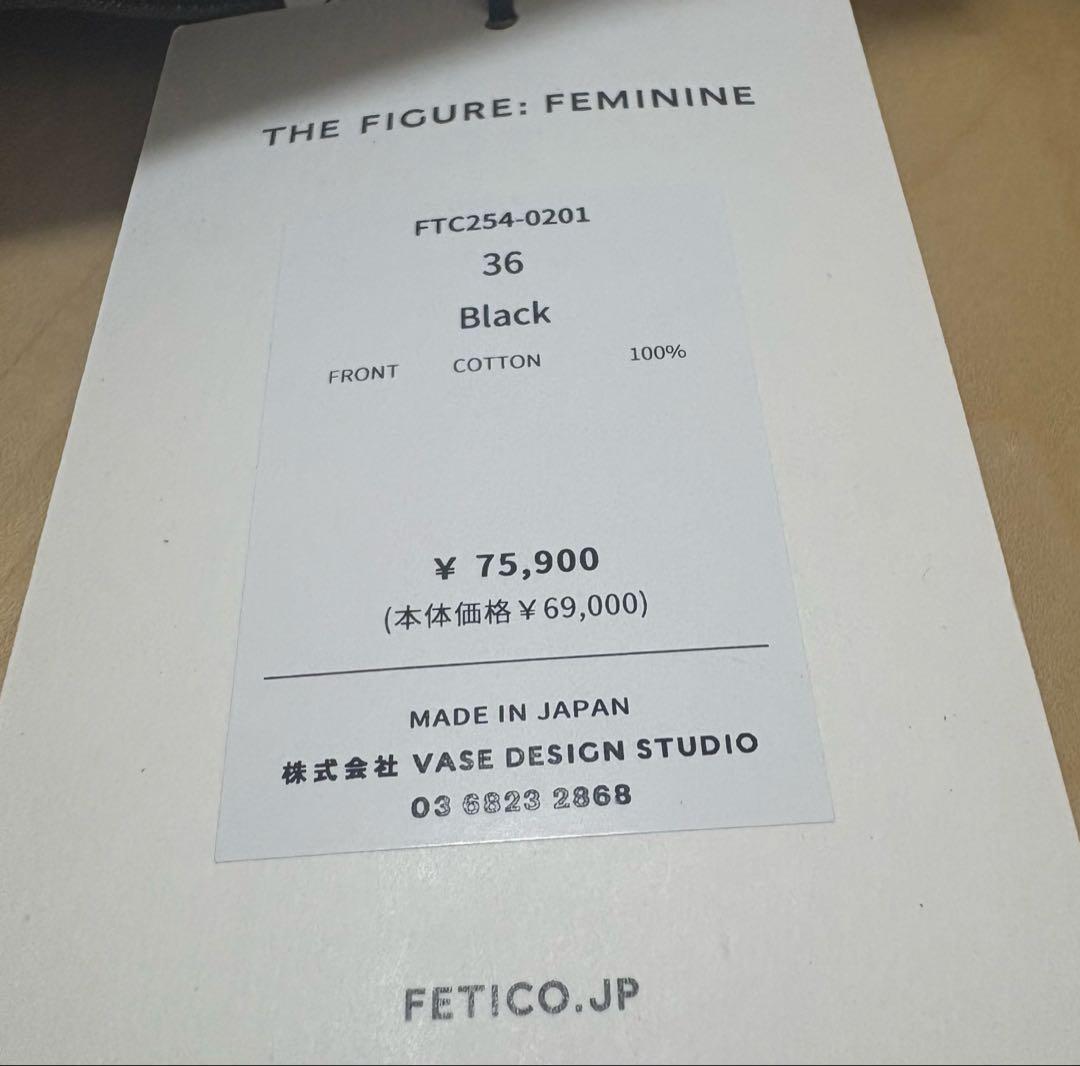 THE FIGURE: FEMININE
FTC254-0201
36
Black
FRONT COTTON 100%
¥ 75,900
(本体価格¥69,000)
MADE IN JAPAN
株式会社 VASE DESIGN STUDIO
03 6823 2868
FETICO.JP